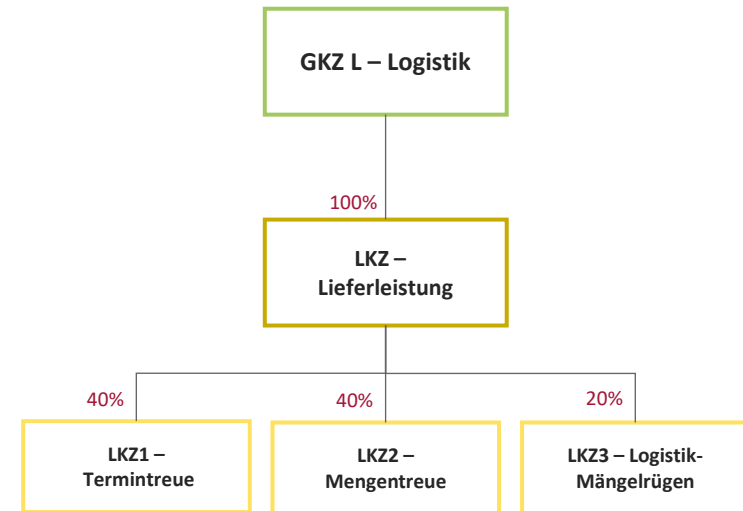 GKZ L – Logistik
100%
LKZ –
Lieferleistung
40%
40%
20%
LKZ1 –
Termintreue
LKZ2 –
Mengentreue
LKZ3 – Logistik-
Mängelrügen